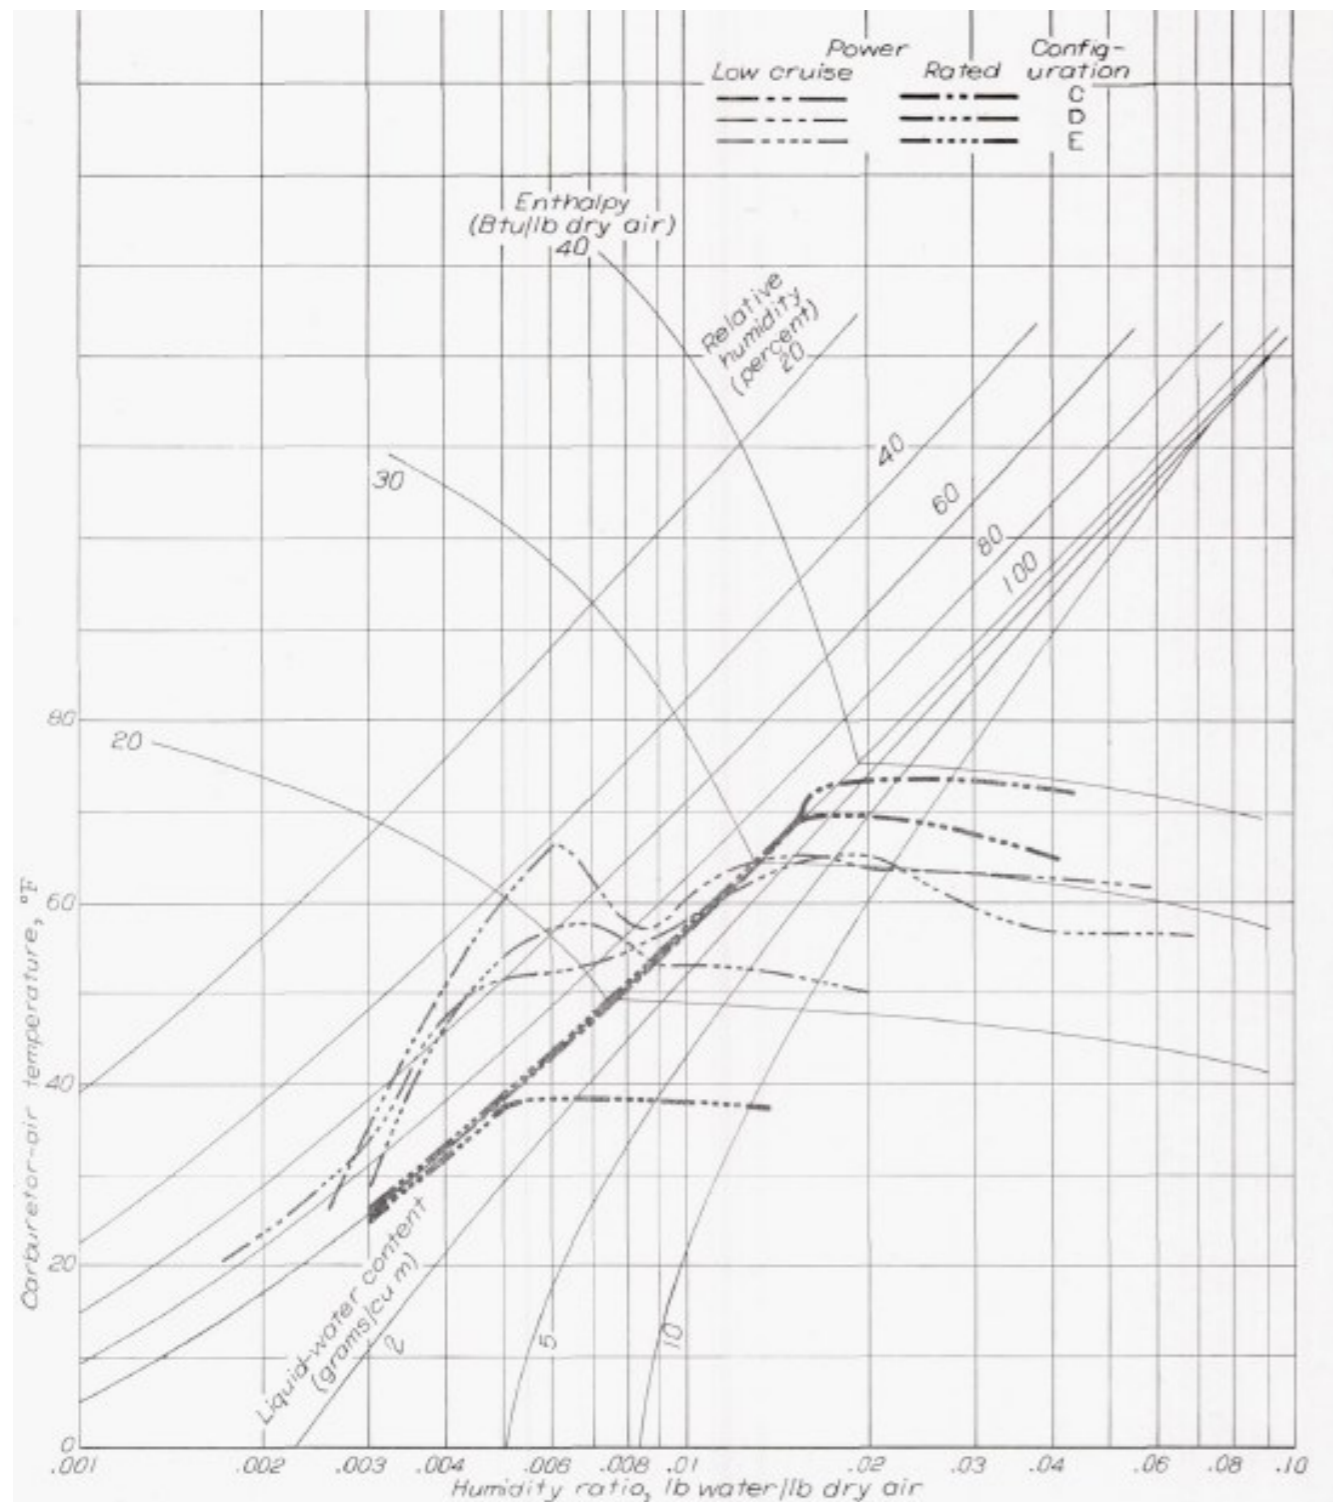 Power Config-
Low cruise Rated uration
C
D
E
Enthalpy
(Btu/lb dry air)
40
Relative
humidity
(percent)
20
40
30
60
80
100
80
20
60
40
20
0
Carburetor-air temperature, °F
Liquid-water content
(grams/cu m)
2
5
10
.001 .002 .003 .004 .006 .008 .01 .02 .03 .04 .06 .08 .10
Humidity ratio, lb water/lb dry air